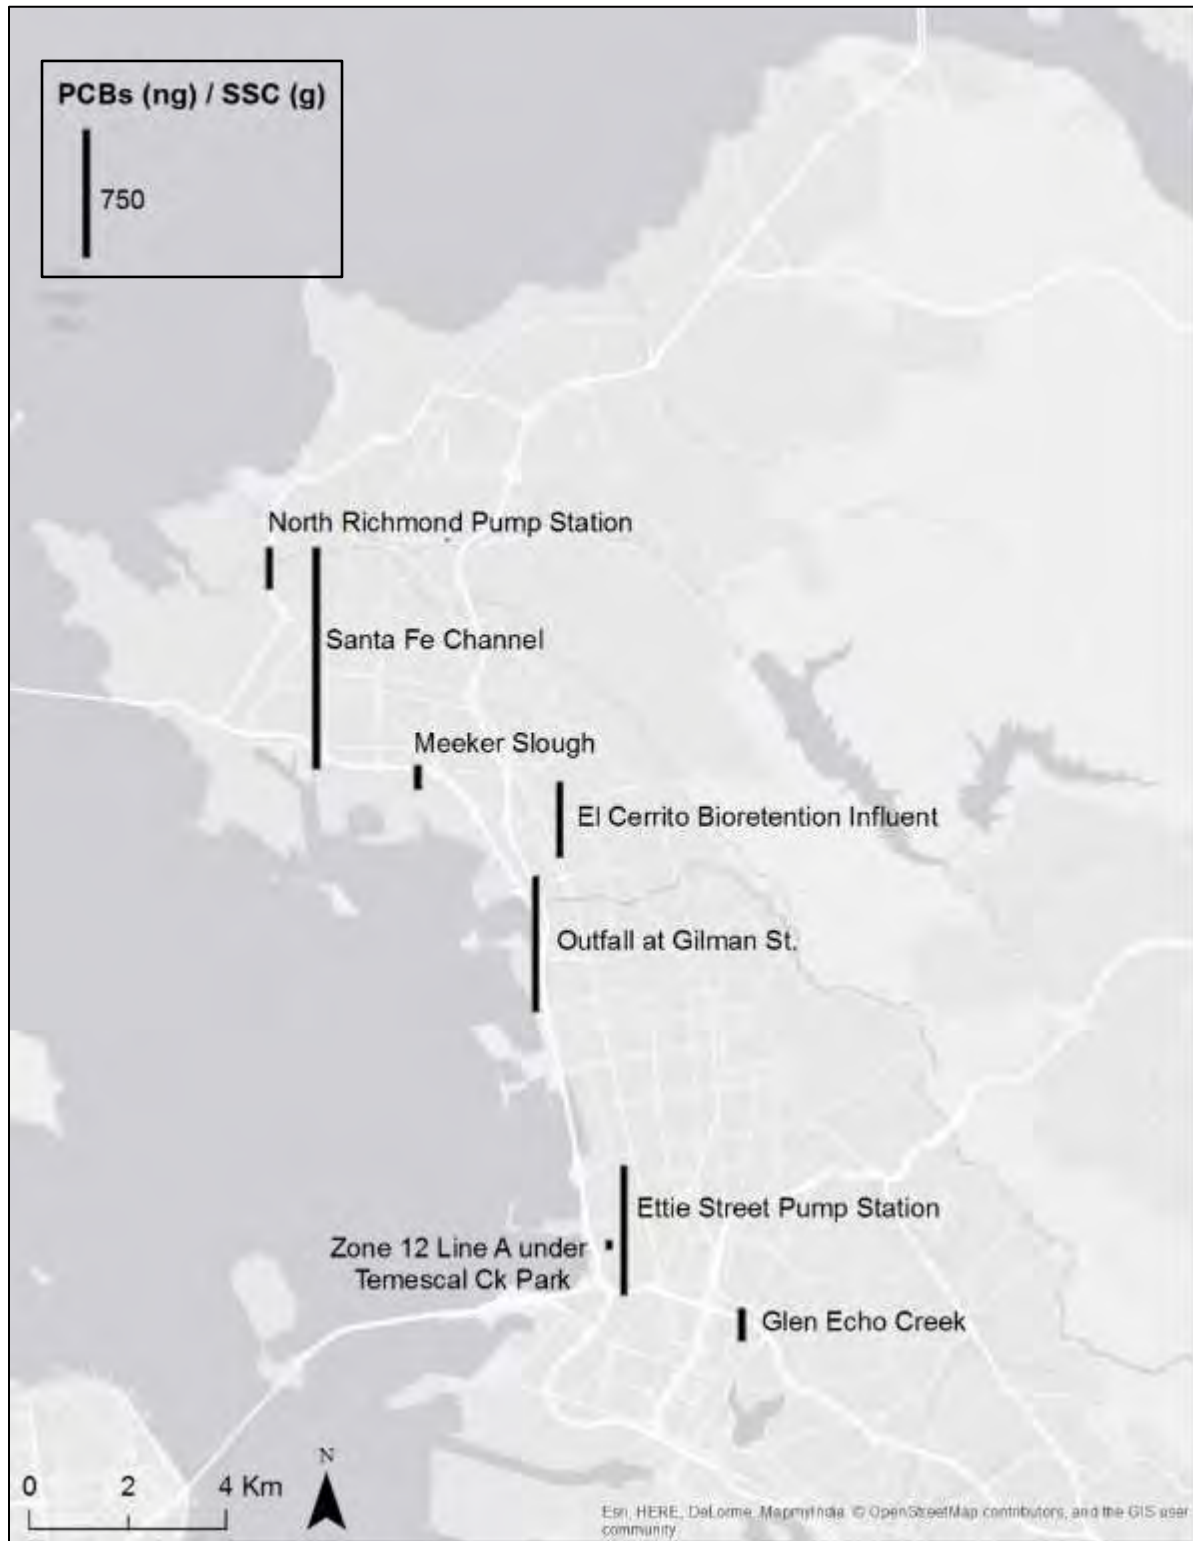 PCBs (ng) / SSC (g)
750
North Richmond Pump Station
Santa Fe Channel
Meeker Slough
El Cerrito Bioretention Influent
Outfall at Gilman St.
Ettie Street Pump Station
Zone 12 Line A under
Temescal Ck Park
Glen Echo Creek
N
0 2 4 Km
Esri, HERE, DeLorme, MapmyIndia, © OpenStreetMap contributors, and the GIS user
community